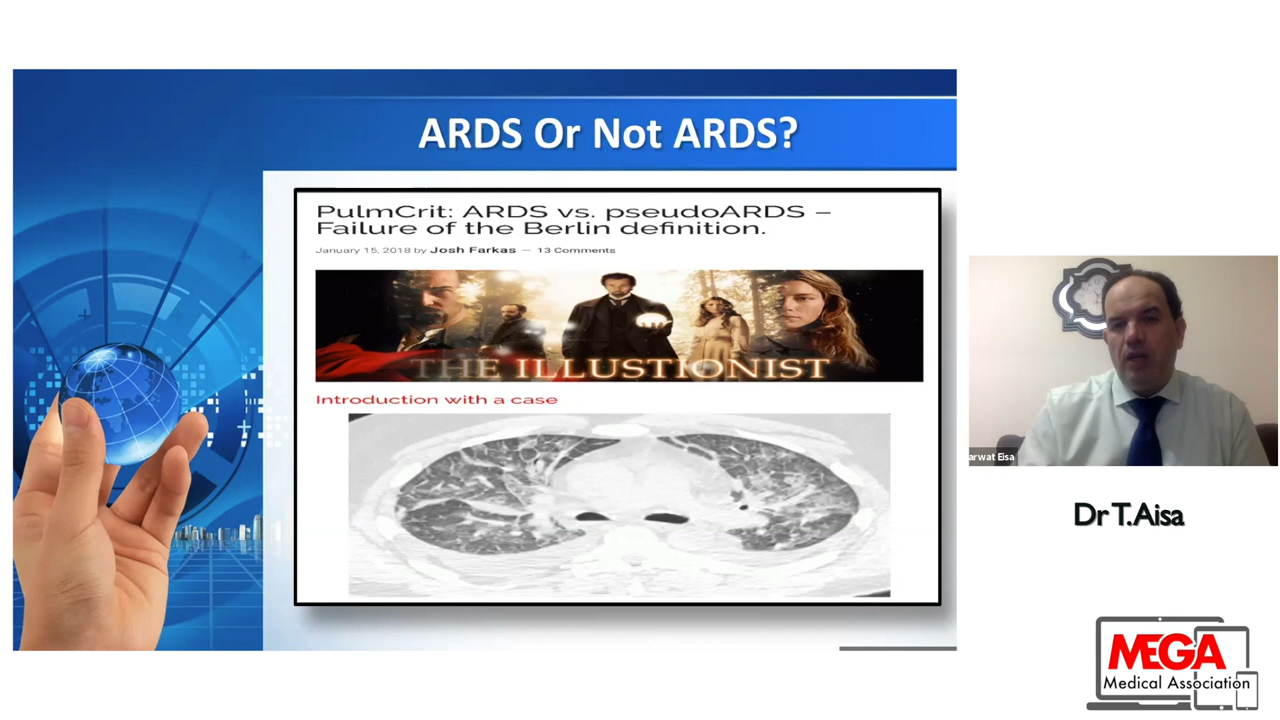 ARDS Or Not ARDS?
PulmCrit: ARDS vs. pseudoARDS –
Failure of the Berlin definition.
January 15, 2018 by Josh Farkas — 13 Comments
THE ILLUSTIONIST
Introduction with a case
arwat Eisa
Dr T.Aisa
MEGA
Medical Association